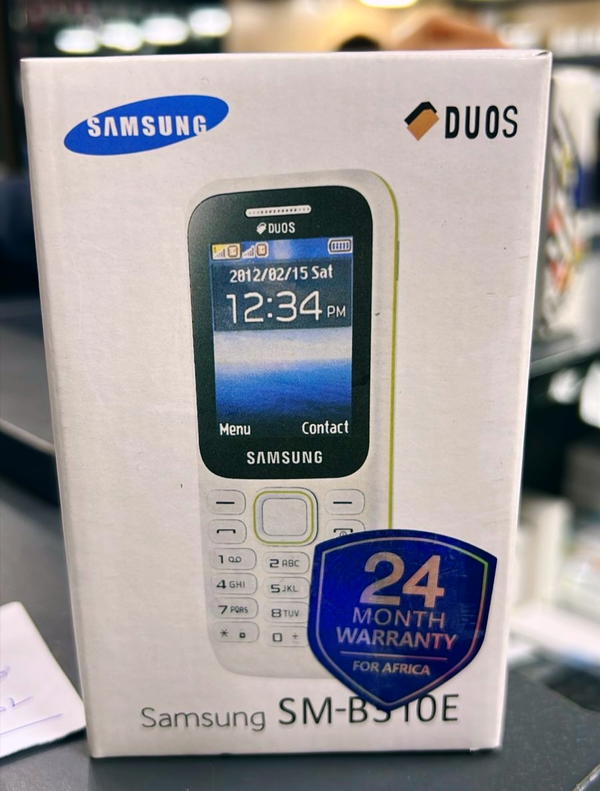 SAMSUNG
DUOS
DUOS
2012/02/15 Sat
12:34 PM
Menu Contact
SAMSUNG
1
2 ABC
4 GHI
5 JKL
7 PQRS
8 TUV
*
0 +
24
MONTH
WARRANTY
FOR AFRICA
Samsung SM-B310E